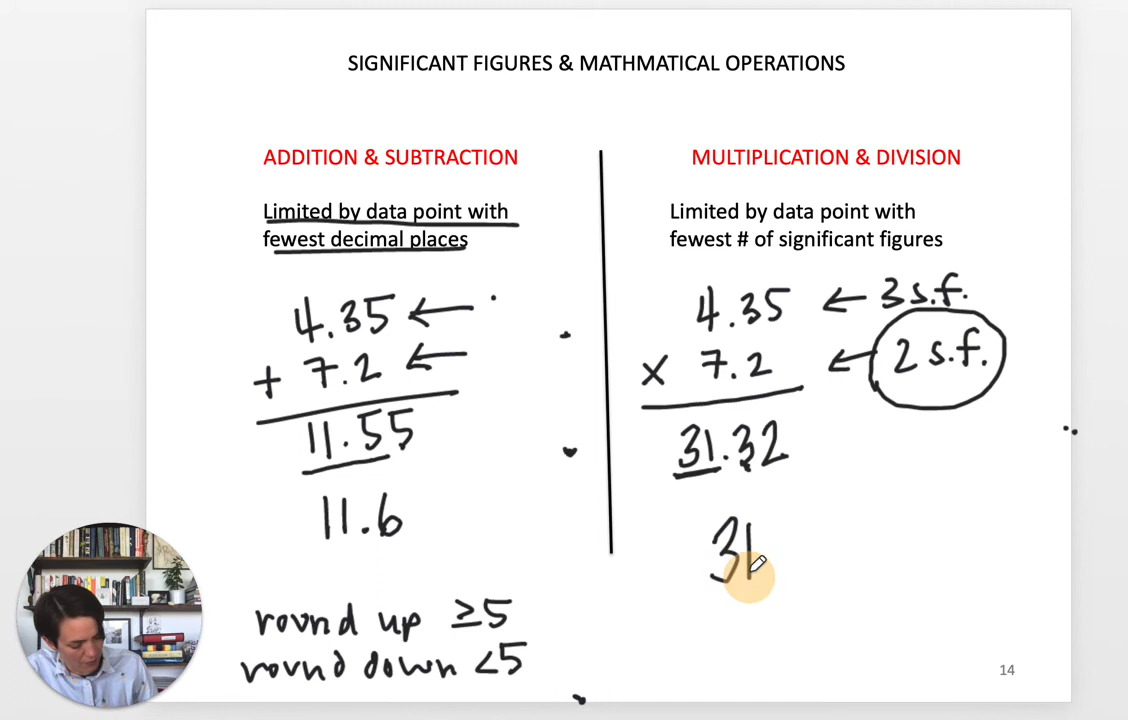 SIGNIFICANT FIGURES & MATHMATICAL OPERATIONS
ADDITION & SUBTRACTION
Limited by data point with
fewest decimal places
4.35 ←
+ 7.2 ←
11.55
11.6
round up ≥5
round down <5
MULTIPLICATION & DIVISION
Limited by data point with
fewest # of significant figures
4.35 ← 3 s.f.
x 7.2 ← 2 s.f.
31.32
31
14